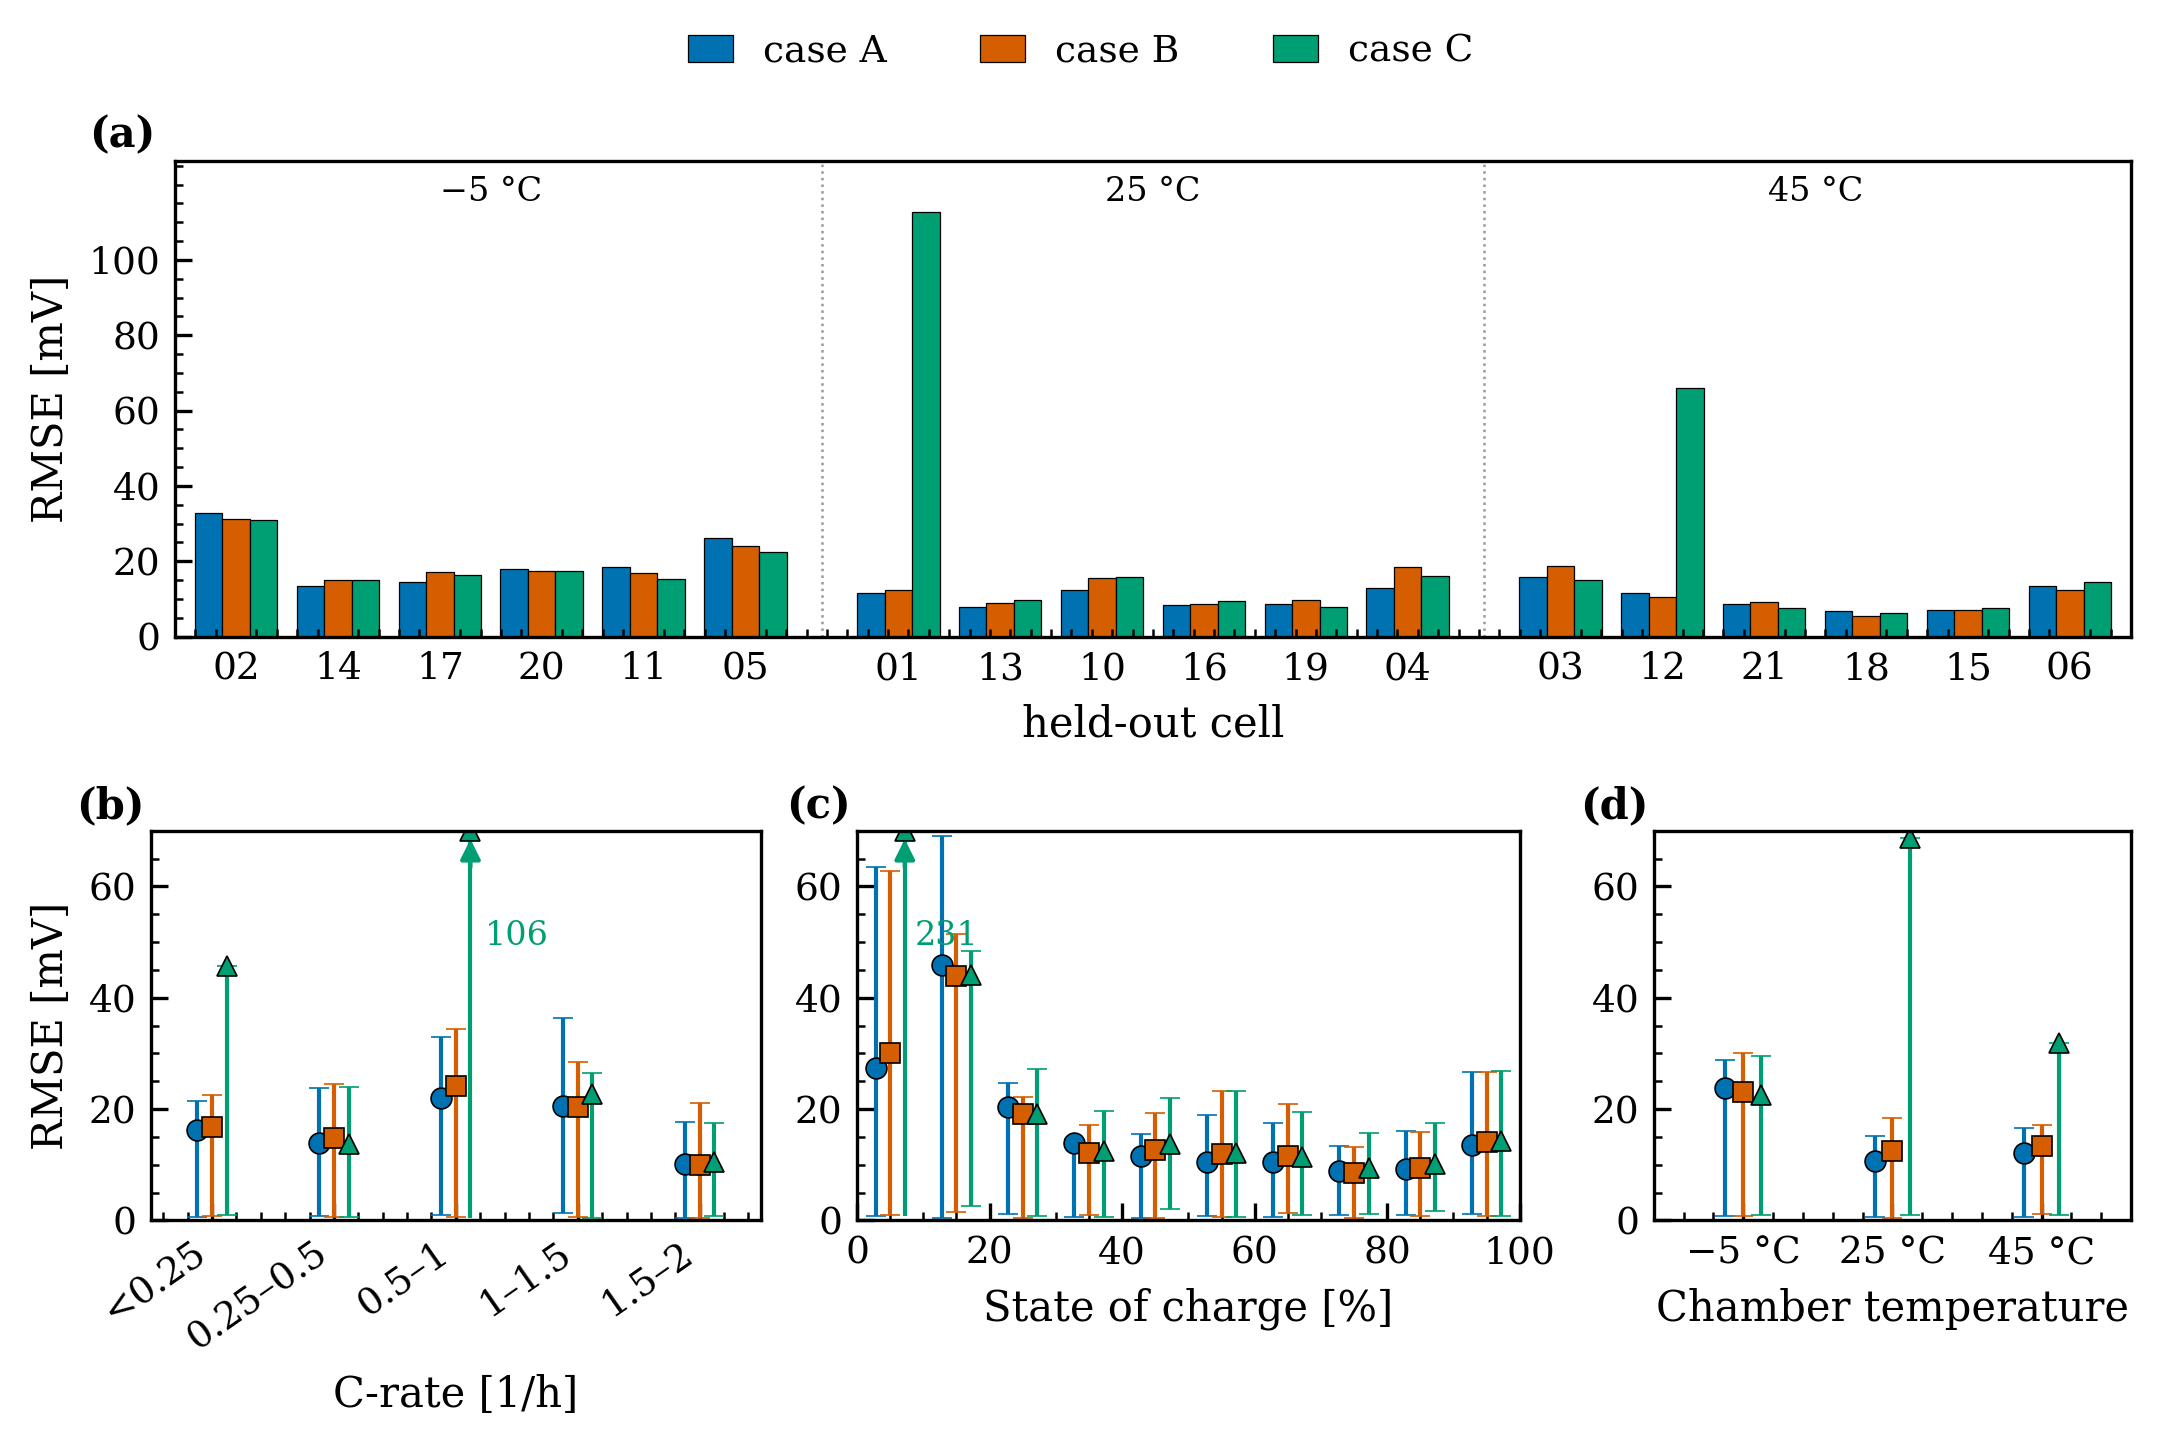 case A case B case C
(a)
−5 °C 25 °C 45 °C
RMSE [mV]
100
80
60
40
20
0
02 14 17 20 11 05 01 13 10 16 19 04 03 12 21 18 15 06
held-out cell
(b)
RMSE [mV]
60
40
20
0
106
<0.25 0.25–0.5 0.5–1 1–1.5 1.5–2
C-rate [1/h]
(c)
60
40
20
0
231
0 20 40 60 80 100
State of charge [%]
(d)
60
40
20
0
−5 °C 25 °C 45 °C
Chamber temperature